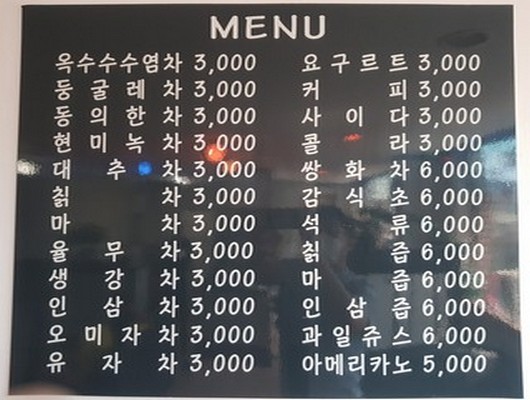 MENU
옥수수수염차 3,000
둥굴레차 3,000
동의한차 3,000
현미녹차 3,000
대추차 3,000
칡차 3,000
마차 3,000
율무차 3,000
생강차 3,000
인삼차 3,000
오미자차 3,000
유자차 3,000
요구르트 3,000
커피 3,000
사이다 3,000
콜라 3,000
쌍화차 6,000
감식초 6,000
석류 6,000
칡즙 6,000
마즙 6,000
인삼즙 6,000
과일쥬스 6,000
아메리카노 5,000